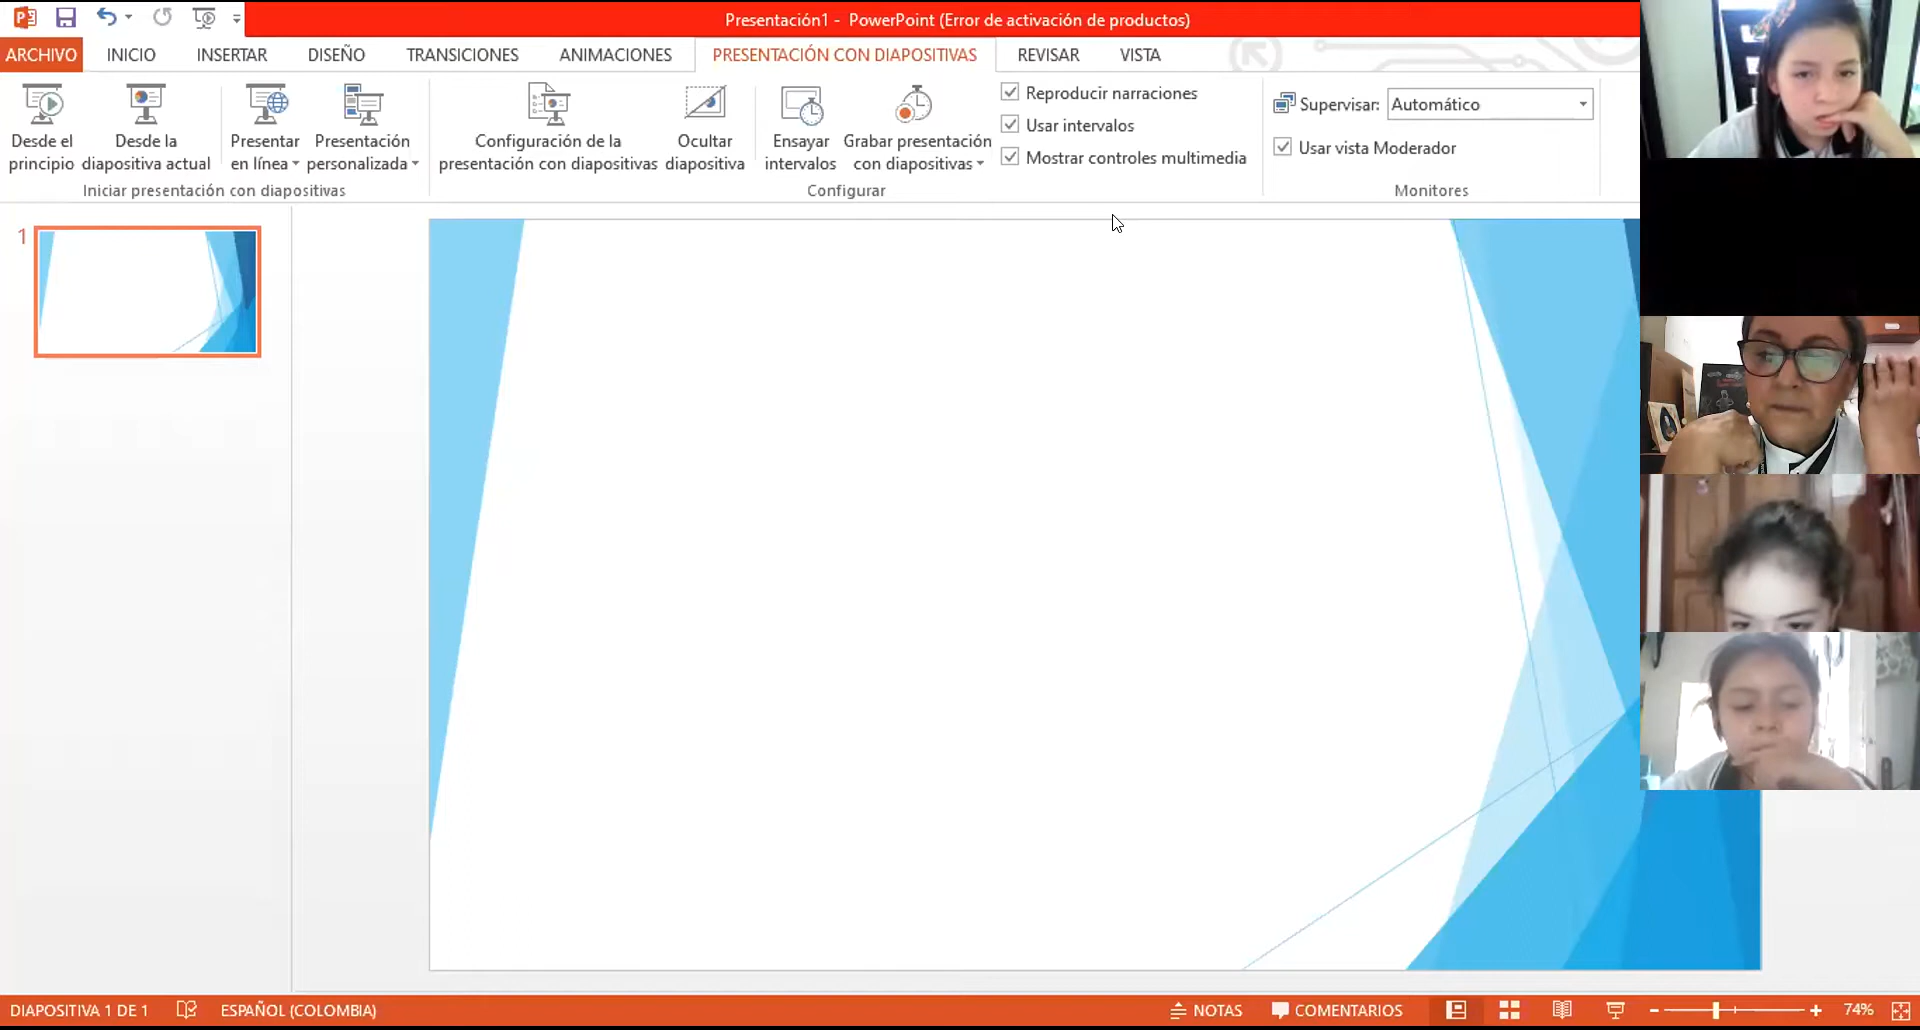 Presentación1 - PowerPoint (Error de activación de productos)
ARCHIVO INICIO INSERTAR DISEÑO TRANSICIONES ANIMACIONES PRESENTACIÓN CON DIAPOSITIVAS REVISAR VISTA
Desde el principio
Desde la diapositiva actual
Presentar en línea
Presentación personalizada
Iniciar presentación con diapositivas
Configuración de la presentación con diapositivas
Ocultar diapositiva
Ensayar intervalos
Grabar presentación con diapositivas
Reproducir narraciones
Usar intervalos
Mostrar controles multimedia
Configurar
Supervisar: Automático
Usar vista Moderador
Monitores
1
DIAPOSITIVA 1 DE 1 ESPAÑOL (COLOMBIA) NOTAS COMENTARIOS 74%